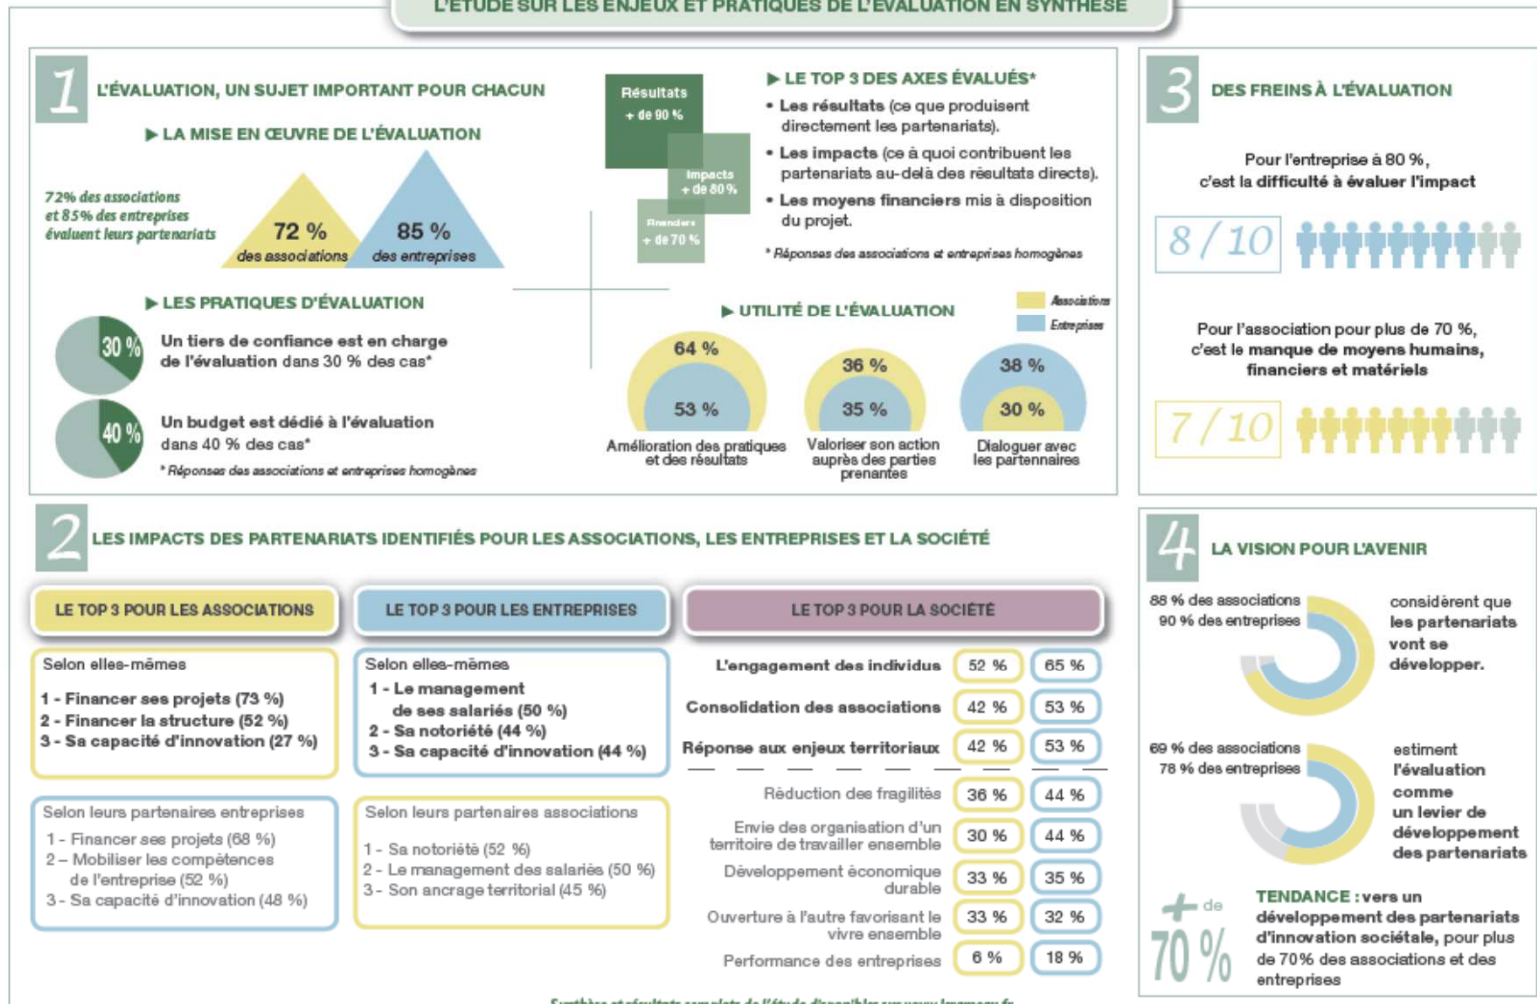 L'ÉTUDE SUR LES ENJEUX ET PRATIQUES DE L'ÉVALUATION EN SYNTHÈSE
1
L'ÉVALUATION, UN SUJET IMPORTANT POUR CHACUN
▶ LA MISE EN ŒUVRE DE L'ÉVALUATION
72% des associations
et 85% des entreprises
évaluent leurs partenariats
72 %
des associations
85 %
des entreprises
▶ LES PRATIQUES D'ÉVALUATION
30 %
Un tiers de confiance est en charge
de l'évaluation dans 30 % des cas*
40 %
Un budget est dédié à l'évaluation
dans 40 % des cas*
* Réponses des associations et entreprises homogènes
Résultats
+ de 90 %
Impacts
+ de 80 %
Financiers
+ de 70 %
▶ LE TOP 3 DES AXES ÉVALUÉS*
• Les résultats (ce que produisent
directement les partenariats).
• Les impacts (ce à quoi contribuent les
partenariats au-delà des résultats directs).
• Les moyens financiers mis à disposition
du projet.
* Réponses des associations et entreprises homogènes
▶ UTILITÉ DE L'ÉVALUATION
Associations
Entreprises
64 %
53 %
Amélioration des pratiques
et des résultats
36 %
35 %
Valoriser son action
auprès des parties
prenantes
38 %
30 %
Dialoguer avec
les partennaires
2
LES IMPACTS DES PARTENARIATS IDENTIFIÉS POUR LES ASSOCIATIONS, LES ENTREPRISES ET LA SOCIÉTÉ
LE TOP 3 POUR LES ASSOCIATIONS
Selon elles-mêmes
1 - Financer ses projets (73 %)
2 - Financer la structure (52 %)
3 - Sa capacité d'innovation (27 %)
Selon leurs partenaires entreprises
1 - Financer ses projets (68 %)
2 – Mobiliser les compétences
de l'entreprise (52 %)
3 - Sa capacité d'innovation (48 %)
LE TOP 3 POUR LES ENTREPRISES
Selon elles-mêmes
1 - Le management
de ses salariés (50 %)
2 - Sa notoriété (44 %)
3 - Sa capacité d'innovation (44 %)
Selon leurs partenaires associations
1 - Sa notoriété (52 %)
2 - Le management des salariés (50 %)
3 - Son ancrage territorial (45 %)
LE TOP 3 POUR LA SOCIÉTÉ
L'engagement des individus 52 % 65 %
Consolidation des associations 42 % 53 %
Réponse aux enjeux territoriaux 42 % 53 %
Réduction des fragilités 36 % 44 %
Envie des organisation d'un
territoire de travailler ensemble 30 % 44 %
Développement économique
durable 33 % 35 %
Ouverture à l'autre favorisant le
vivre ensemble 33 % 32 %
Performance des entreprises 6 % 18 %
3
DES FREINS À L'ÉVALUATION
Pour l'entreprise à 80 %,
c'est la difficulté à évaluer l'impact
8 / 10
Pour l'association pour plus de 70 %,
c'est le manque de moyens humains,
financiers et matériels
7 / 10
4
LA VISION POUR L'AVENIR
88 % des associations
90 % des entreprises
considèrent que
les partenariats
vont se
développer.
69 % des associations
78 % des entreprises
estiment
l'évaluation
comme
un levier de
développement
des partenariats
+ de
70 %
TENDANCE : vers un
développement des partenariats
d'innovation sociétale, pour plus
de 70% des associations et des
entreprises
Synthèse et résultats complets de l'étude disponibles sur